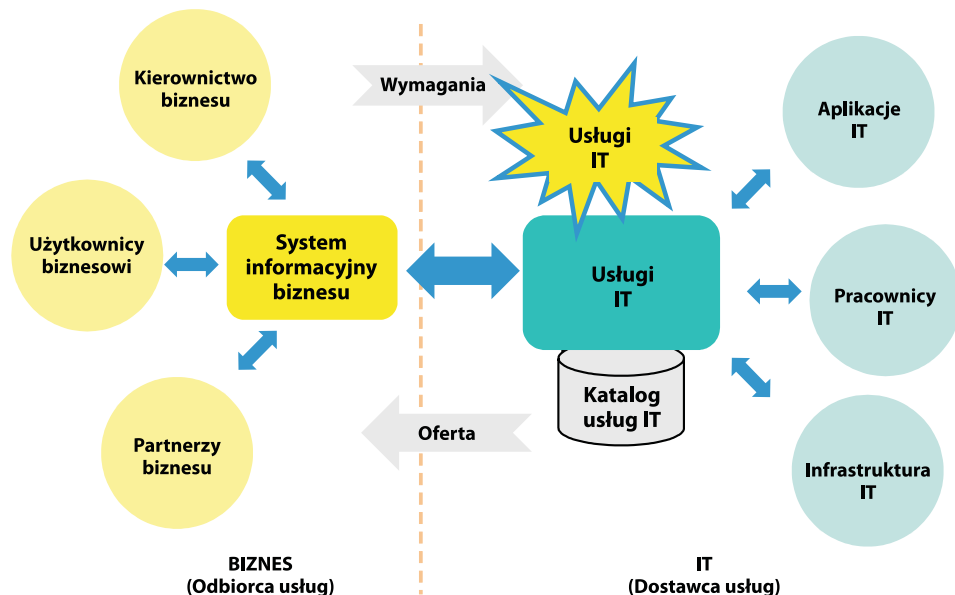 Kierownictwo
biznesu
Wymagania
Usługi
IT
Aplikacje
IT
Użytkownicy
biznesowi
System
informacyjny
biznesu
Usługi
IT
Pracownicy
IT
Katalog
usług IT
Partnerzy
biznesu
Oferta
Infrastruktura
IT
BIZNES
(Odbiorca usług)
IT
(Dostawca usług)